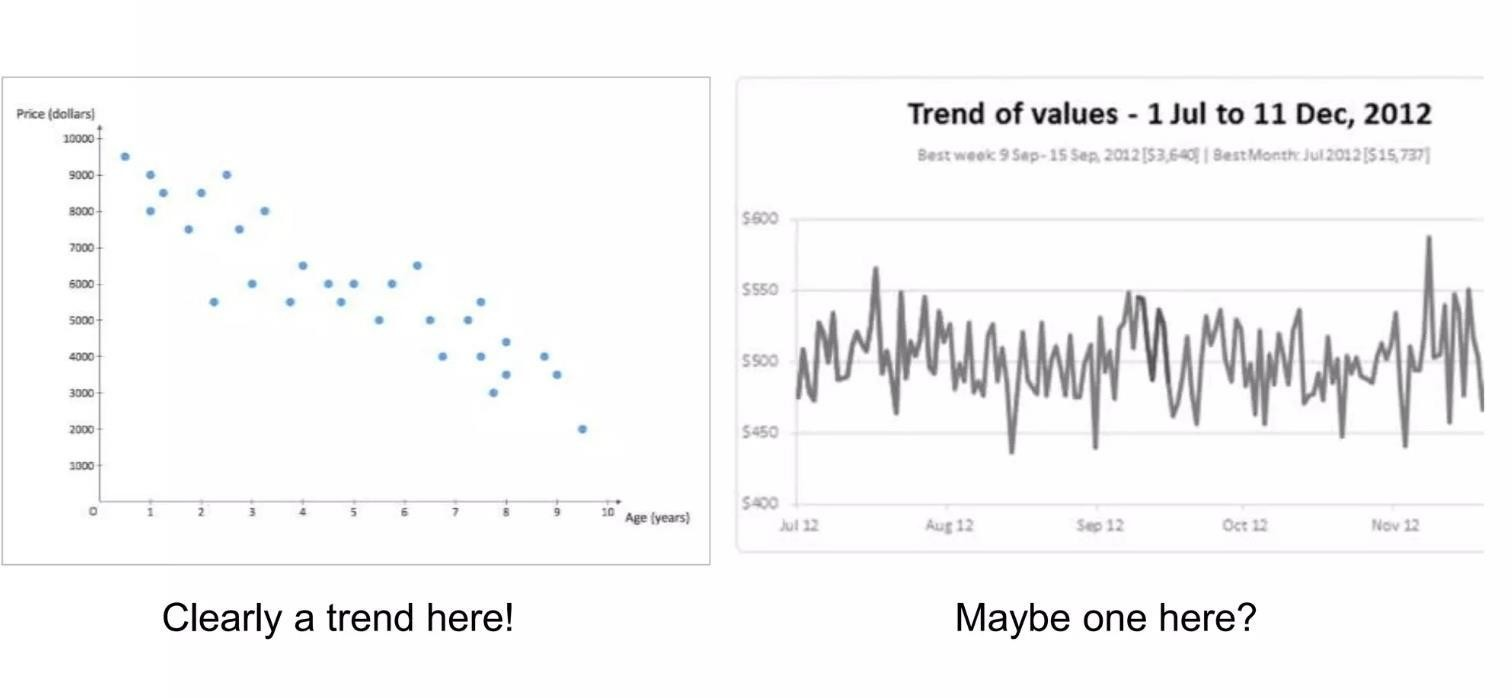 Price (dollars)
10000
9000
8000
7000
6000
5000
4000
3000
2000
1000
0
1 2 3 4 5 6 7 8 9 10
Age (years)
Clearly a trend here!
Trend of values - 1 Jul to 11 Dec, 2012
Best week: 9 Sep- 15 Sep, 2012 [$3,640] | Best Month: Jul 2012 [$15,737]
$600
$550
$500
$450
$400
Jul 12 Aug 12 Sep 12 Oct 12 Nov 12
Maybe one here?